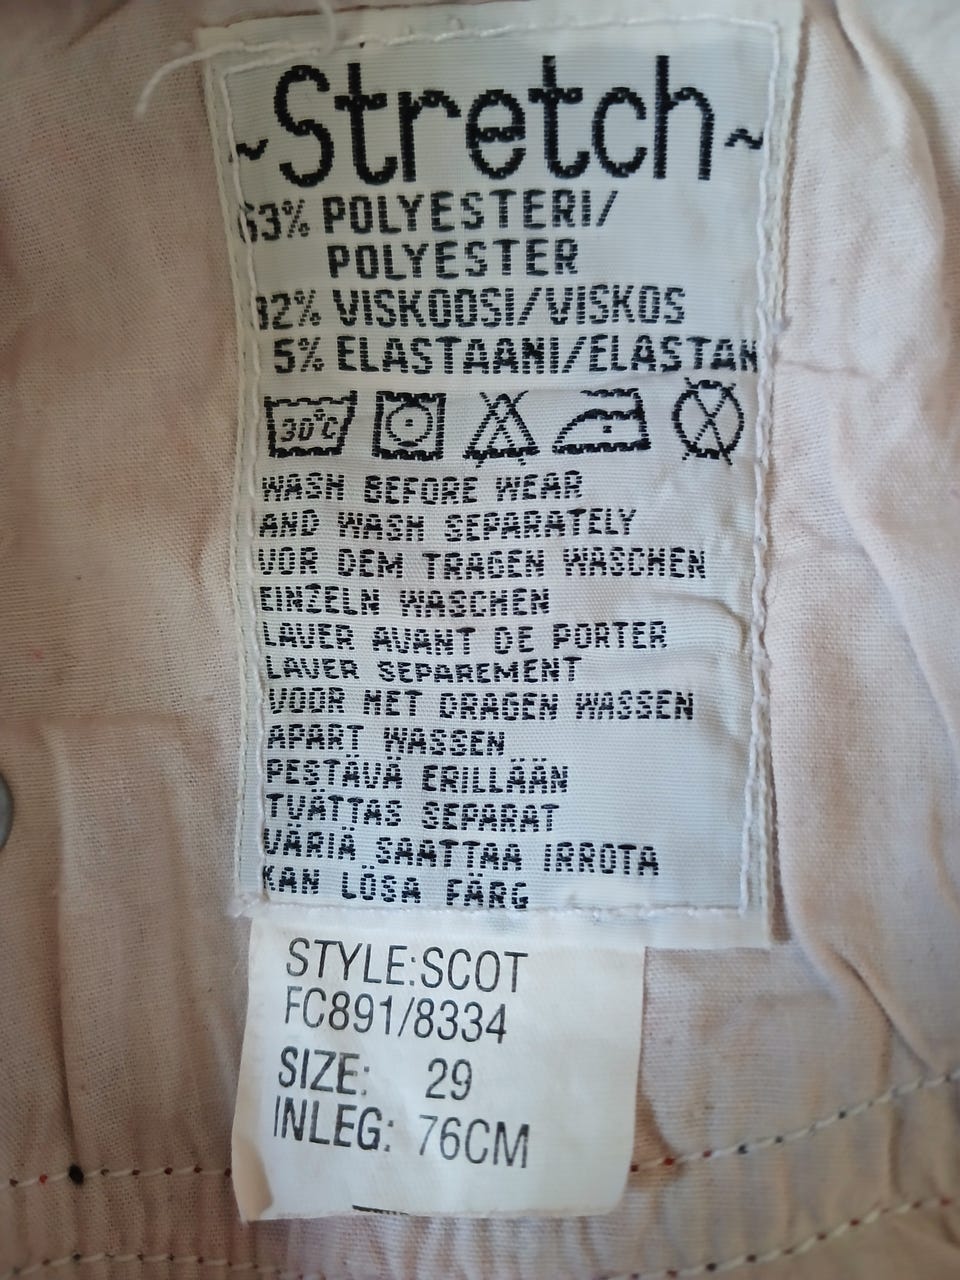 ~Stretch~
63% POLYESTERI/
POLYESTER
32% VISKOOSI/VISKOS
5% ELASTAANI/ELASTAN
30°C
WASH BEFORE WEAR
AND WASH SEPARATELY
VOR DEM TRAGEN WASCHEN
EINZELN WASCHEN
LAVER AVANT DE PORTER
LAVER SEPAREMENT
VOOR HET DRAGEN WASSEN
APART WASSEN
PESTÄVÄ ERILLÄÄN
TVÄTTAS SEPARAT
VÄRIÄ SAATTAA IRROTA
KAN LÖSA FÄRG
STYLE:SCOT
FC891/8334
SIZE: 29
INLEG: 76CM